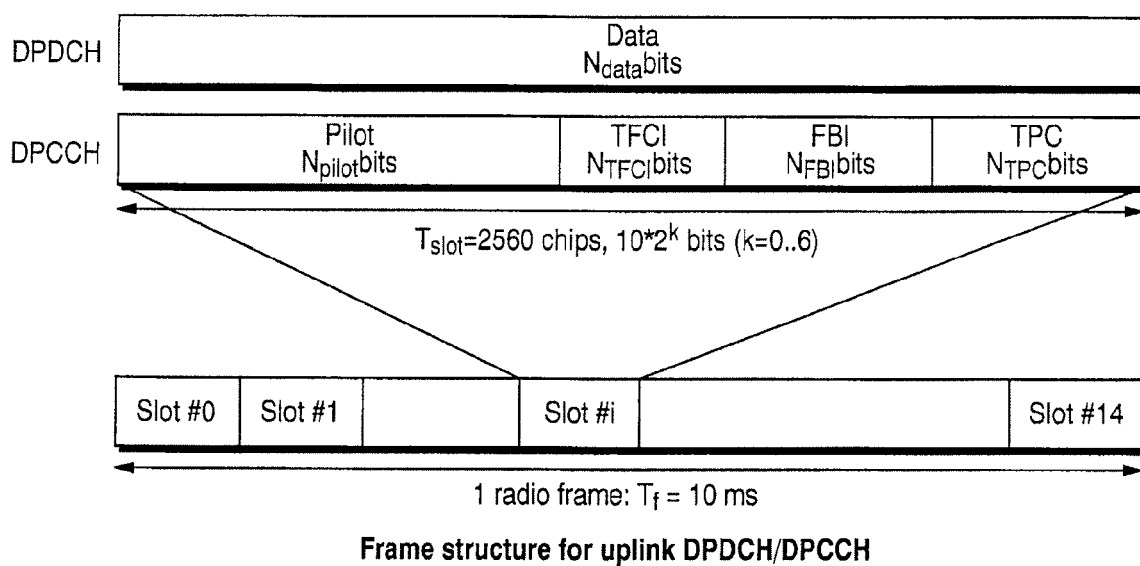 DPDCH
Data
N_data bits
DPCCH
Pilot
N_pilot bits
TFCI
N_TFCI bits
FBI
N_FBI bits
TPC
N_TPC bits
T_slot=2560 chips, 10*2^k bits (k=0..6)
Slot #0
Slot #1
Slot #i
Slot #14
1 radio frame: T_f = 10 ms
Frame structure for uplink DPDCH/DPCCH